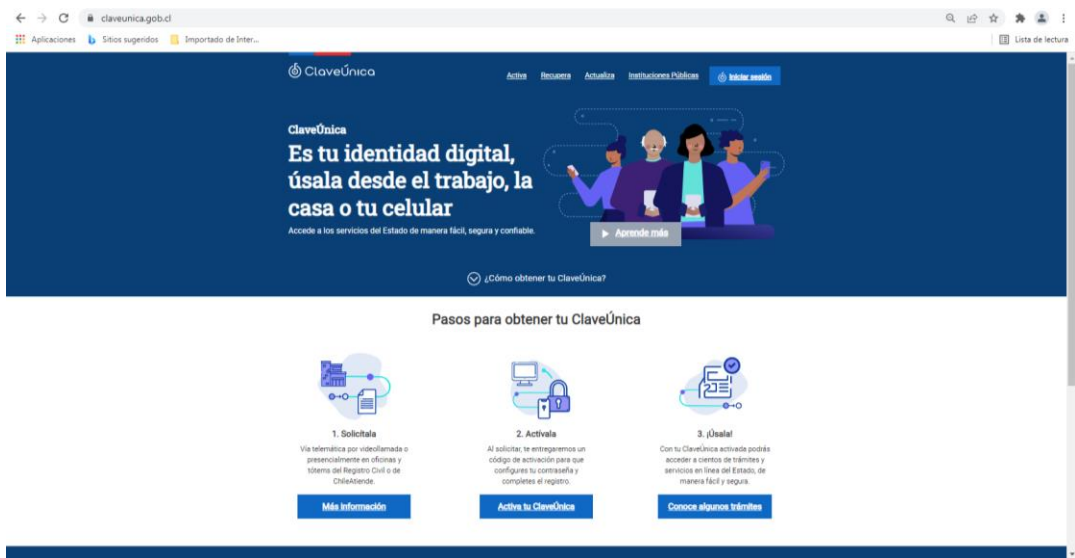 claveunica.gob.cl
Aplicaciones
Sitios sugeridos
Importado de Inter...
Lista de lectura
ClaveÚnica
Activa
Recupera
Actualiza
Instituciones Públicas
Iniciar sesión
ClaveÚnica
Es tu identidad digital,
úsala desde el trabajo, la
casa o tu celular
Accede a los servicios del Estado de manera fácil, segura y confiable.
Aprende más
¿Cómo obtener tu ClaveÚnica?
Pasos para obtener tu ClaveÚnica
1. Solicítala
Vía telemática por videollamada o
presencialmente en oficinas y
tótems del Registro Civil o de
ChileAtiende.
Más información
2. Actívala
Al solicitar, te entregaremos un
código de activación para que
configures tu contraseña y
completes el registro.
Activa tu ClaveÚnica
3. ¡Úsala!
Con tu ClaveÚnica activada podrás
acceder a cientos de trámites y
servicios en línea del Estado, de
manera fácil y segura.
Conoce algunos trámites